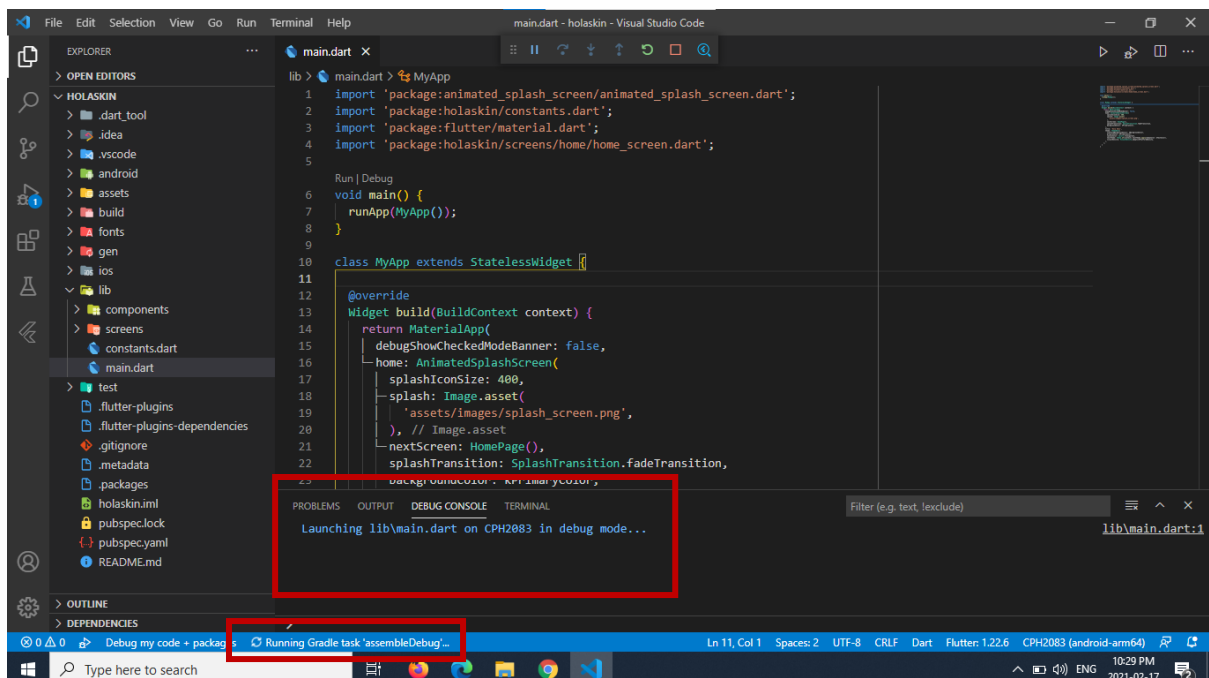 File Edit Selection View Go Run Terminal Help
main.dart - holaskin - Visual Studio Code
EXPLORER
OPEN EDITORS
HOLASKIN
.dart_tool
.idea
.vscode
android
assets
build
fonts
gen
ios
lib
components
screens
constants.dart
main.dart
test
.flutter-plugins
.flutter-plugins-dependencies
.gitignore
.metadata
.packages
holaskin.iml
pubspec.lock
pubspec.yaml
README.md
OUTLINE
DEPENDENCIES
1
main.dart
lib > main.dart > MyApp
1 import 'package:animated_splash_screen/animated_splash_screen.dart';
2 import 'package:holaskin/constants.dart';
3 import 'package:flutter/material.dart';
4 import 'package:holaskin/screens/home/home_screen.dart';
5
Run | Debug
6 void main() {
7 runApp(MyApp());
8 }
9
10 class MyApp extends StatelessWidget {
11
12 @override
13 Widget build(BuildContext context) {
14 return MaterialApp(
15 debugShowCheckedModeBanner: false,
16 home: AnimatedSplashScreen(
17 splashIconSize: 400,
18 splash: Image.asset(
19 'assets/images/splash_screen.png',
20 ), // Image.asset
21 nextScreen: HomePage(),
22 splashTransition: SplashTransition.fadeTransition,
23 backgroundColor: kPrimaryColor,
PROBLEMS OUTPUT DEBUG CONSOLE TERMINAL
Filter (e.g. text, !exclude)
Launching lib\main.dart on CPH2083 in debug mode...
lib\main.dart:1
0 0 Debug my code + packages Running Gradle task 'assembleDebug'...
Ln 11, Col 1 Spaces: 2 UTF-8 CRLF Dart Flutter: 1.22.6 CPH2083 (android-arm64)
Type here to search
ENG
10:29 PM
2021-02-17
2